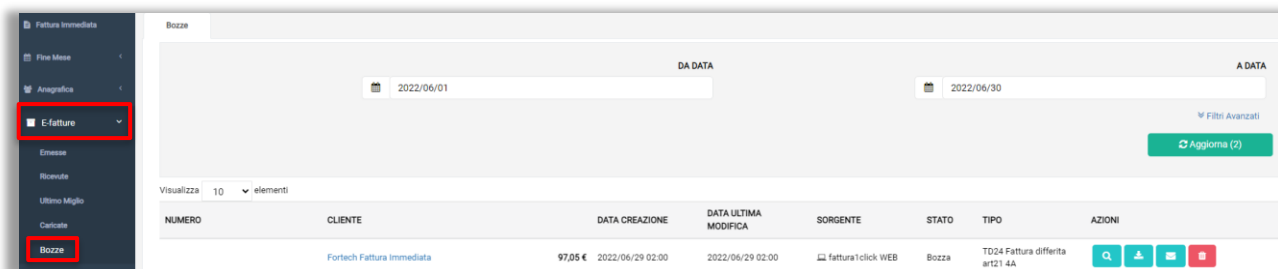 Fattura Immediata
Fine Mese
Anagrafica
E-fatture
Emesse
Ricevute
Ultimo Miglio
Caricate
Bozze
Bozze
DA DATA
A DATA
2022/06/01
2022/06/30
Filtri Avanzati
Aggiorna (2)
Visualizza 10 elementi
NUMERO CLIENTE DATA CREAZIONE DATA ULTIMA MODIFICA SORGENTE STATO TIPO AZIONI
Fortech Fattura Immediata 97,05 € 2022/06/29 02:00 2022/06/29 02:00 fattura1click WEB Bozza TD24 Fattura differita art21 4A